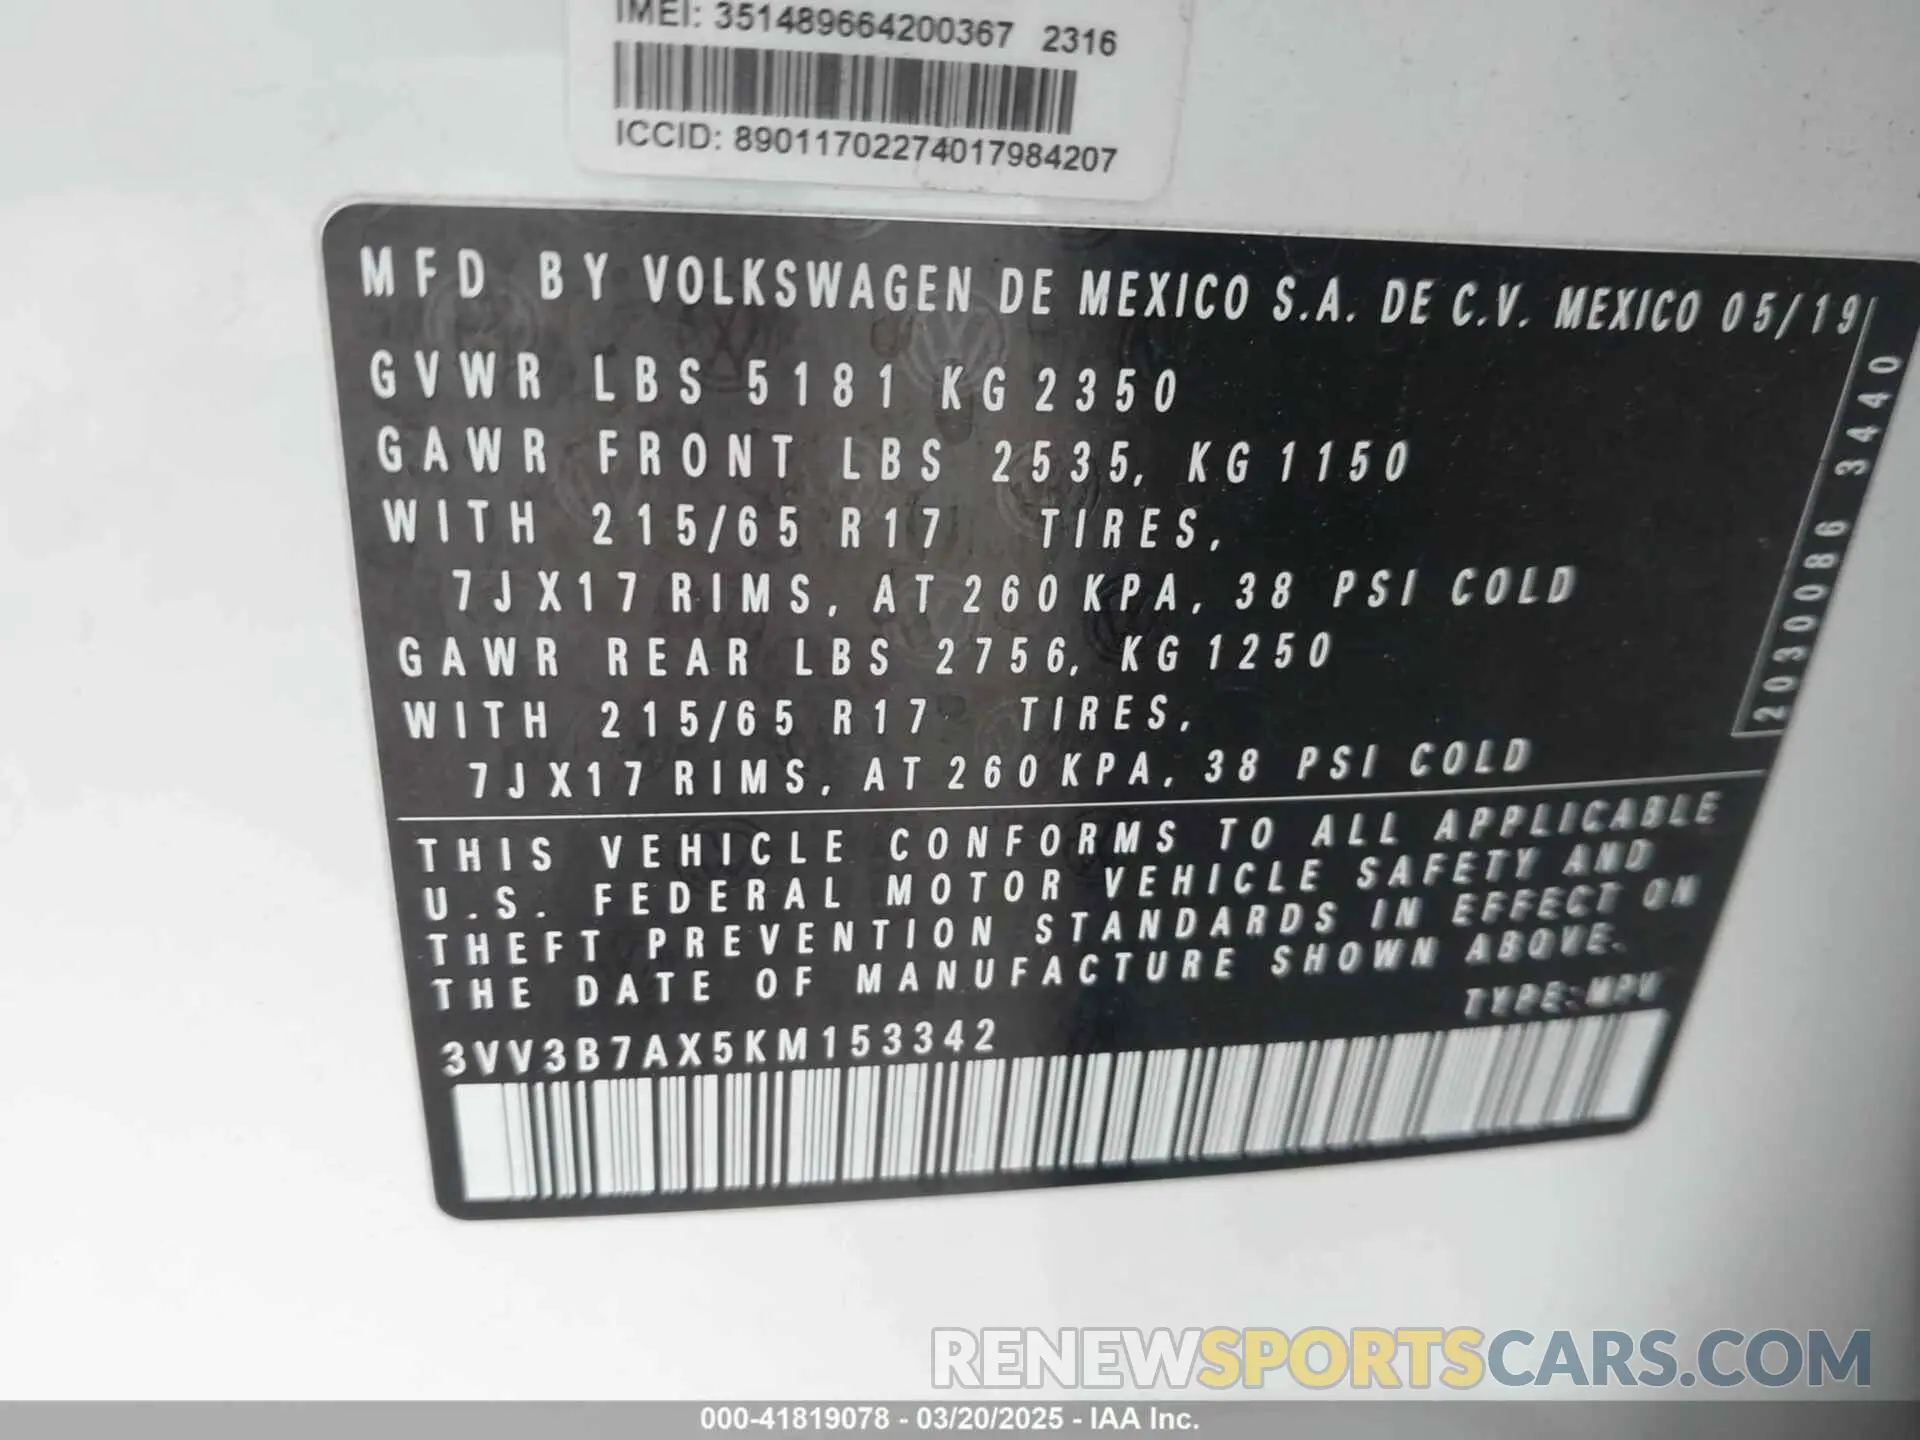 IMEI: 351489664200367 2316
ICCID: 89011702274017984207
MFD BY VOLKSWAGEN DE MEXICO S.A. DE C.V. MEXICO 05/19
GVWR LBS 5181 KG 2350
GAWR FRONT LBS 2535, KG 1150
WITH 215/65 R17 TIRES,
7JX17 RIMS, AT 260 KPA, 38 PSI COLD
GAWR REAR LBS 2756, KG 1250
WITH 215/65 R17 TIRES,
7JX17 RIMS, AT 260 KPA, 38 PSI COLD
2030086 3440
THIS VEHICLE CONFORMS TO ALL APPLICABLE
U.S. FEDERAL MOTOR VEHICLE SAFETY AND
THEFT PREVENTION STANDARDS IN EFFECT ON
THE DATE OF MANUFACTURE SHOWN ABOVE.
TYPE: MPV
3VV3B7AX5KM153342
RENEWSPORTSCARS.COM
000-41819078 - 03/20/2025 - IAA Inc.